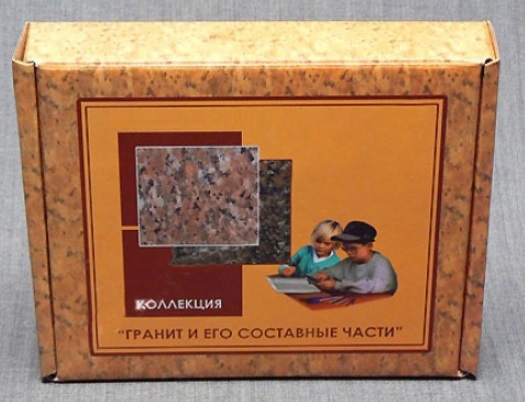 КОЛЛЕКЦИЯ
"ГРАНИТ И ЕГО СОСТАВНЫЕ ЧАСТИ"